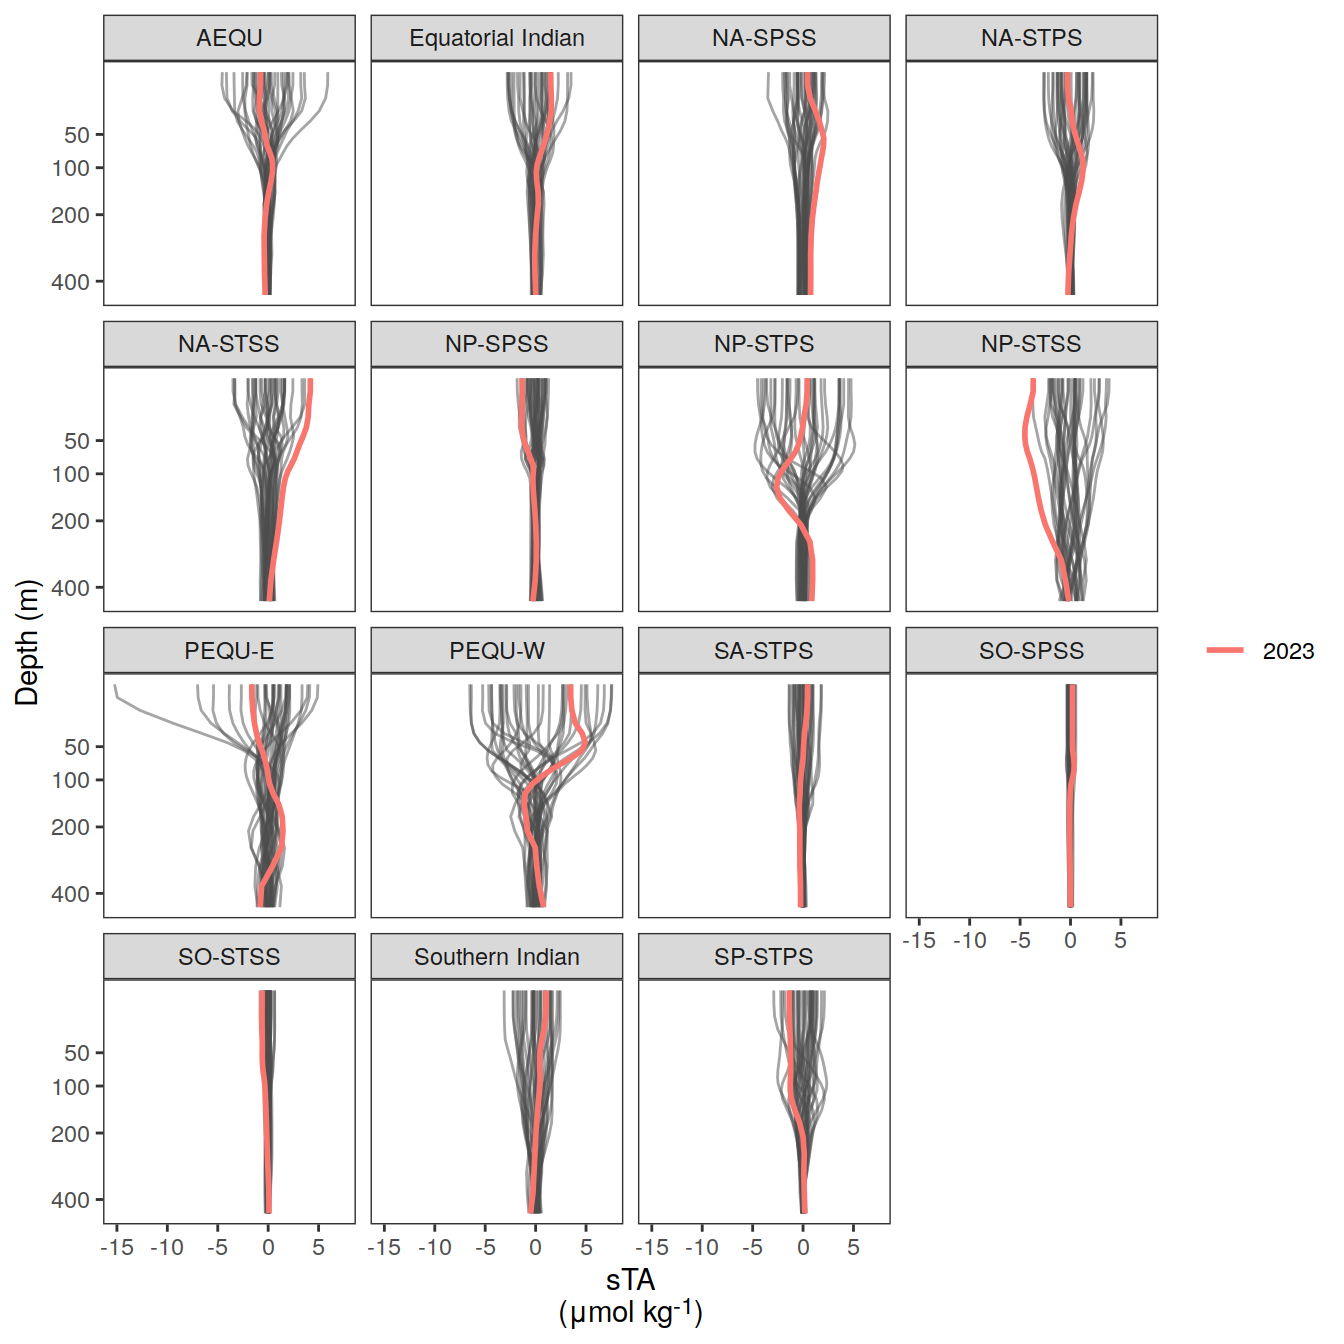 AEQU
Equatorial Indian
NA-SPSS
NA-STPS
50
100
200
400
NA-STSS
NP-SPSS
NP-STPS
NP-STSS
50
100
200
400
Depth (m)
PEQU-E
PEQU-W
SA-STPS
SO-SPSS
2023
50
100
200
400
-15 -10 -5 0 5
SO-STSS
Southern Indian
SP-STPS
50
100
200
400
-15 -10 -5 0 5
-15 -10 -5 0 5
-15 -10 -5 0 5
sTA
(μmol kg⁻¹)